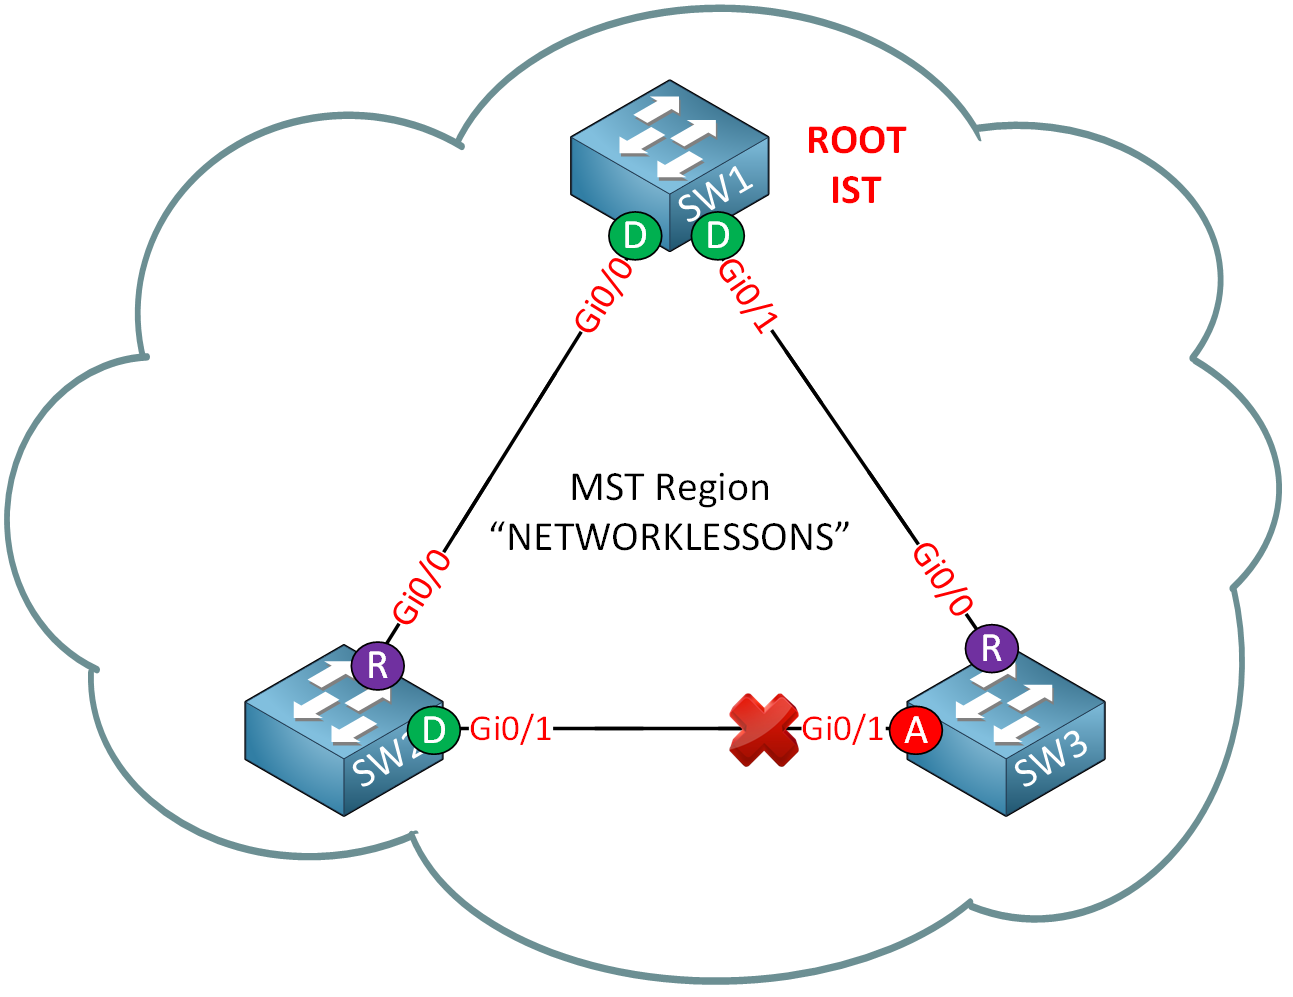 SW1
ROOT
IST
D
D
Gi0/0
Gi0/1
MST Region
“NETWORKLESSONS”
Gi0/0
Gi0/0
R
R
SW2
D
Gi0/1
Gi0/1
A
SW3